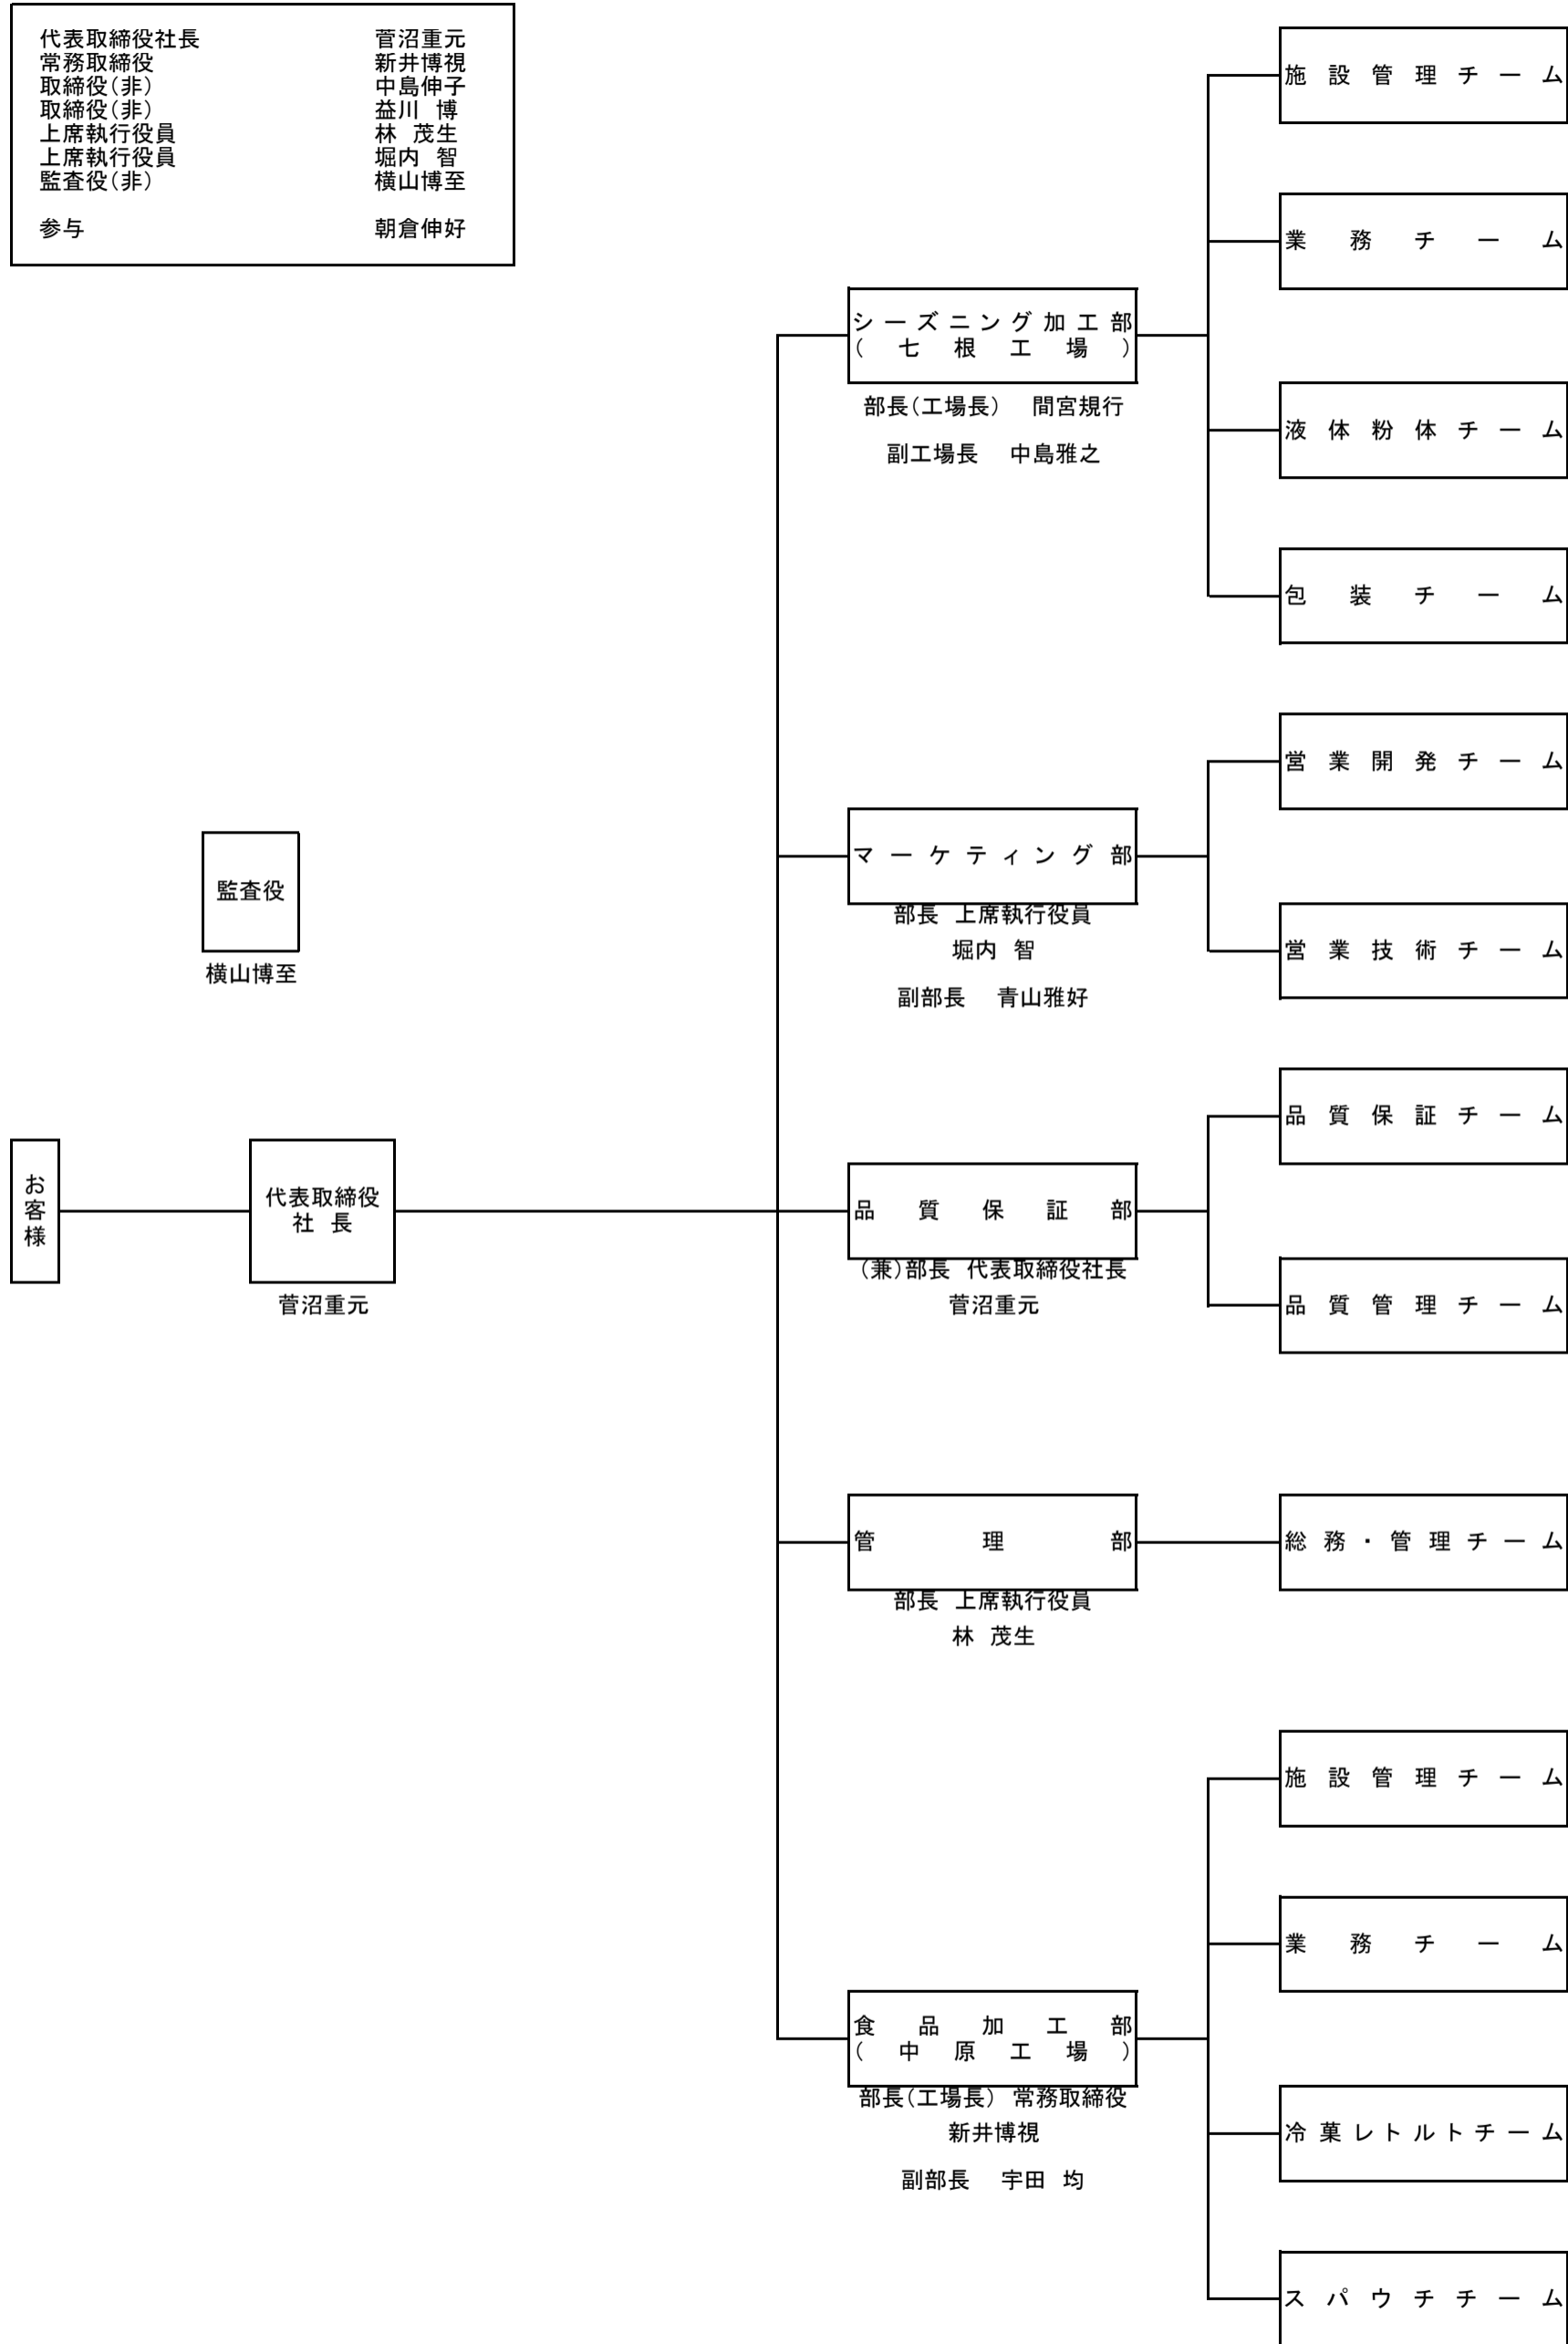 代表取締役社長 菅沼重元
常務取締役 新井博視
取締役(非) 中島伸子
取締役(非) 益川 博
上席執行役員 林 茂生
上席執行役員 堀内 智
監査役(非) 横山博至
参与 朝倉伸好
お客様
監査役
横山博至
代表取締役
社 長
菅沼重元
シーズニング加工部
(七根工場)
部長(工場長) 間宮規行
副工場長 中島雅之
施設管理チーム
業務チーム
液体粉体チーム
包装チーム
マーケティング部
部長 上席執行役員
堀内 智
副部長 青山雅好
営業開発チーム
営業技術チーム
品質保証部
(兼)部長 代表取締役社長
菅沼重元
品質保証チーム
品質管理チーム
管理部
部長 上席執行役員
林 茂生
総務・管理チーム
食品加工部
(中原工場)
部長(工場長) 常務取締役
新井博視
副部長 宇田 均
施設管理チーム
業務チーム
冷菓レトルトチーム
スパウチチーム